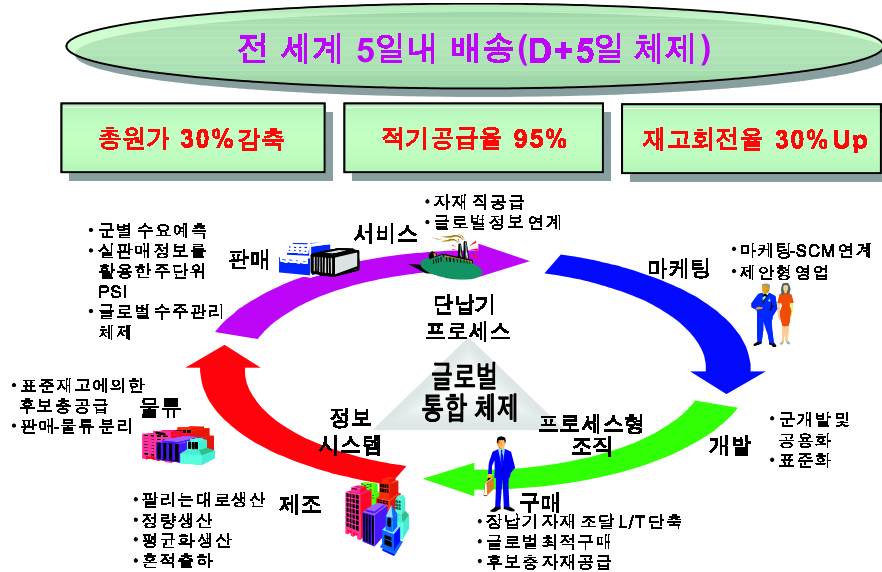 전 세계 5일내 배송(D+5일 체제)
총원가 30%감축
적기공급율 95%
재고회전율 30%Up
• 자재 직공급
• 글로벌정보 연계
서비스
• 군별 수요예측
• 실판매정보를
활용한주단위
PSI
• 글로벌수주관리
체제
판매
마케팅
• 마케팅-SCM연계
• 제안형영업
단납기
프로세스
글로벌
통합 체제
정보
시스템
프로세스형
조직
• 표준재고에의한
후보충공급
• 판매-물류분리
물류
개발
• 군개발 및
공용화
• 표준화
제조
• 팔리는대로생산
• 정량생산
• 평균화생산
• 혼적출하
구매
• 장납기자재 조달L/T단축
• 글로벌최적구매
• 후보충자재공급